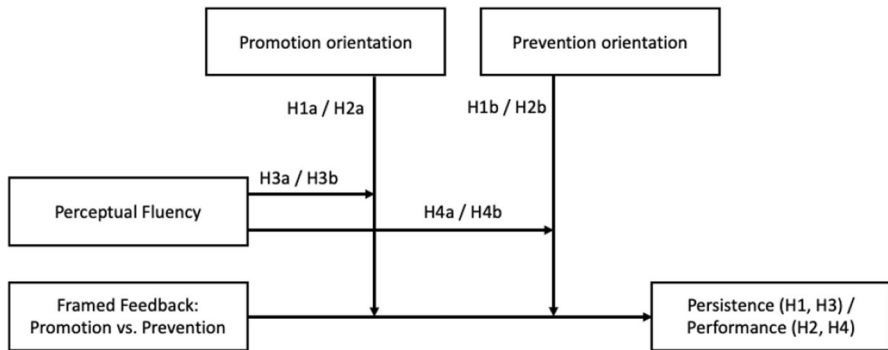 Promotion orientation
Prevention orientation
H1a / H2a
H1b / H2b
H3a / H3b
Perceptual Fluency
H4a / H4b
Framed Feedback:
Promotion vs. Prevention
Persistence (H1, H3) /
Performance (H2, H4)